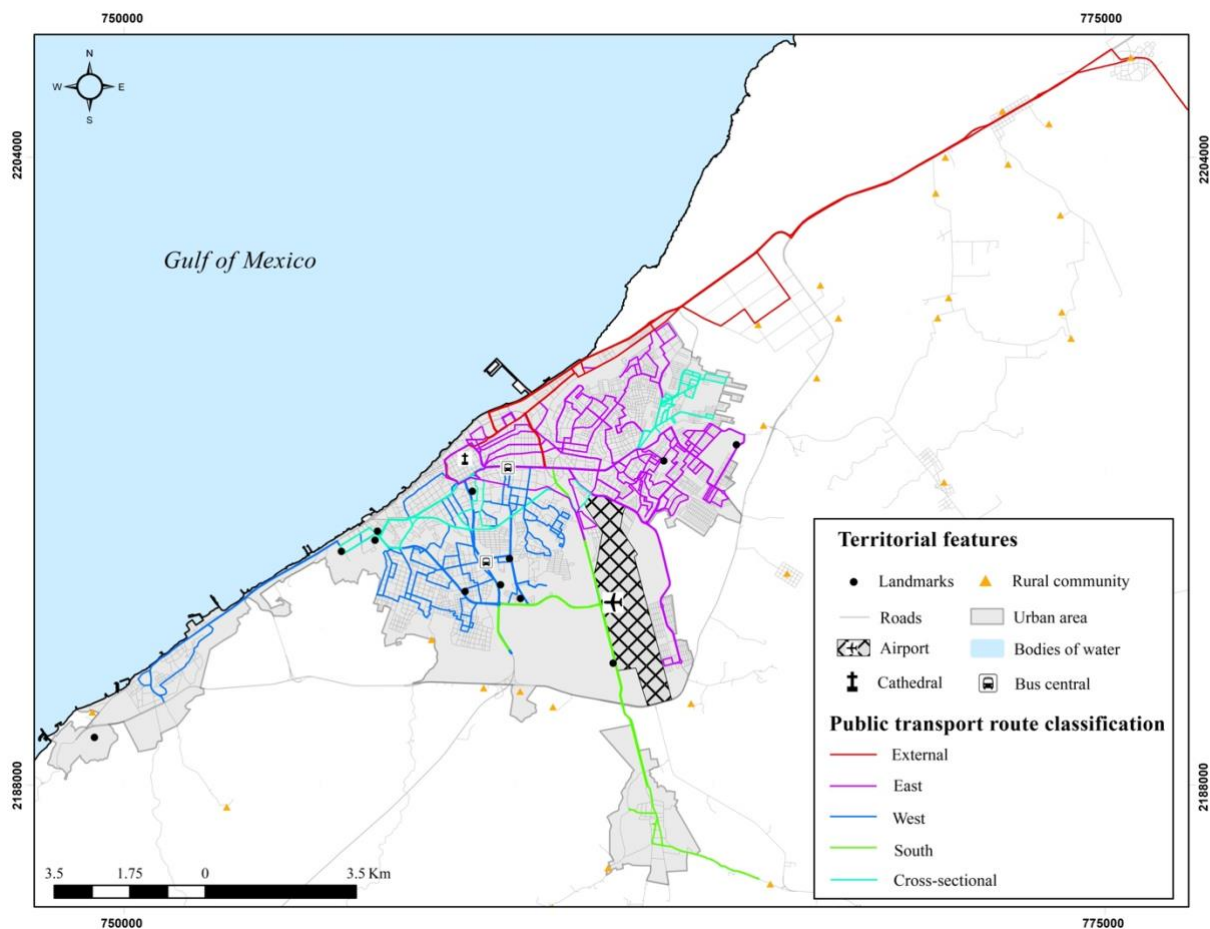 750000
775000
N
W E
S
2204000
2204000
Gulf of Mexico
Territorial features
Landmarks
Rural community
Roads
Urban area
Airport
Bodies of water
Cathedral
Bus central
Public transport route classification
External
East
West
South
Cross-sectional
2188000
2188000
3.5 1.75 0 3.5 Km
750000
775000